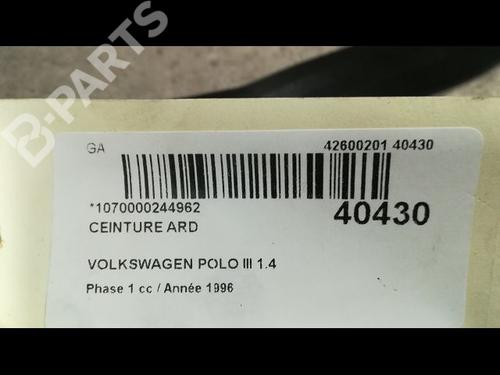 B-PARTS
GA 42600201 40430
*1070000244962 40430
CEINTURE ARD
VOLKSWAGEN POLO III 1.4
Phase 1 cc / Année 1996